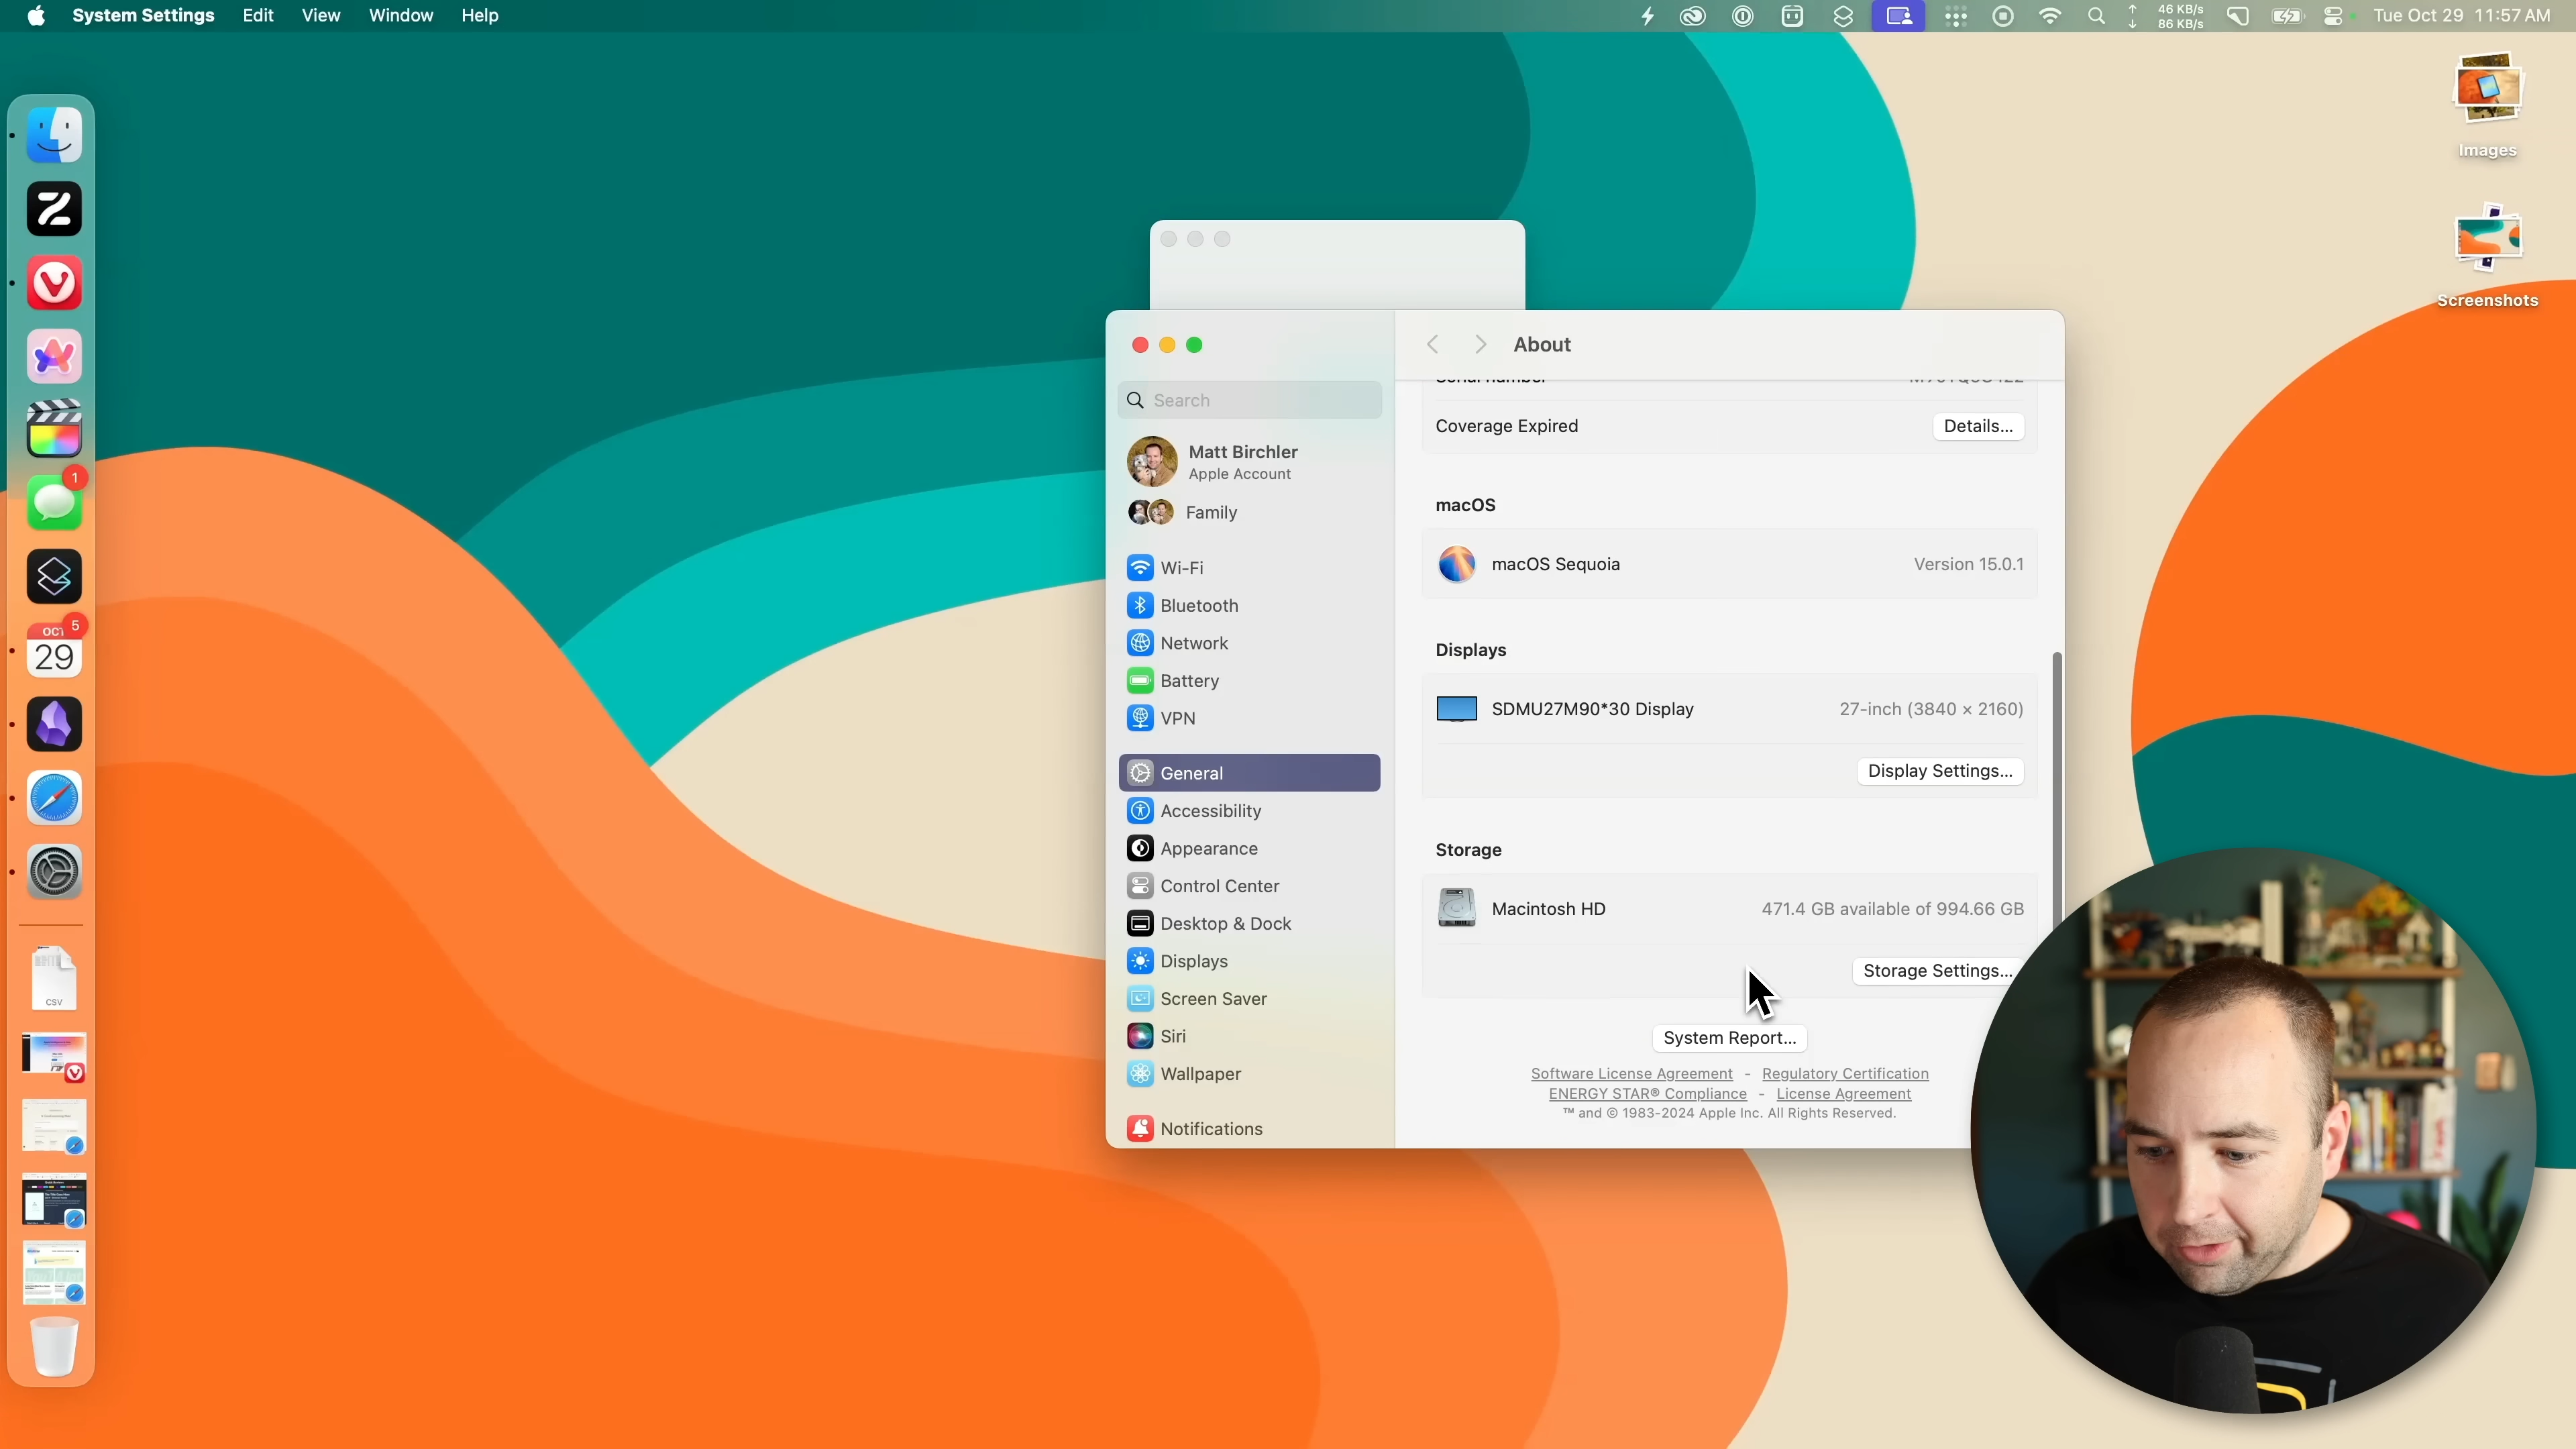 System Settings Edit View Window Help
46 KB/s
86 KB/s
Tue Oct 29 11:57 AM
Images
Screenshots
About
Search
Coverage Expired Details...
Matt Birchler
Apple Account
Family
macOS
macOS Sequoia Version 15.0.1
Wi-Fi
Bluetooth
Network
Battery
VPN
Displays
SDMU27M90*30 Display 27-inch (3840 × 2160)
Display Settings...
General
Accessibility
Appearance
Control Center
Desktop & Dock
Displays
Screen Saver
Siri
Wallpaper
Notifications
Storage
Macintosh HD 471.4 GB available of 994.66 GB
Storage Settings...
System Report...
Software License Agreement - Regulatory Certification
ENERGY STAR® Compliance - License Agreement
™ and © 1983-2024 Apple Inc. All Rights Reserved.
1
OCT 5
29
CSV